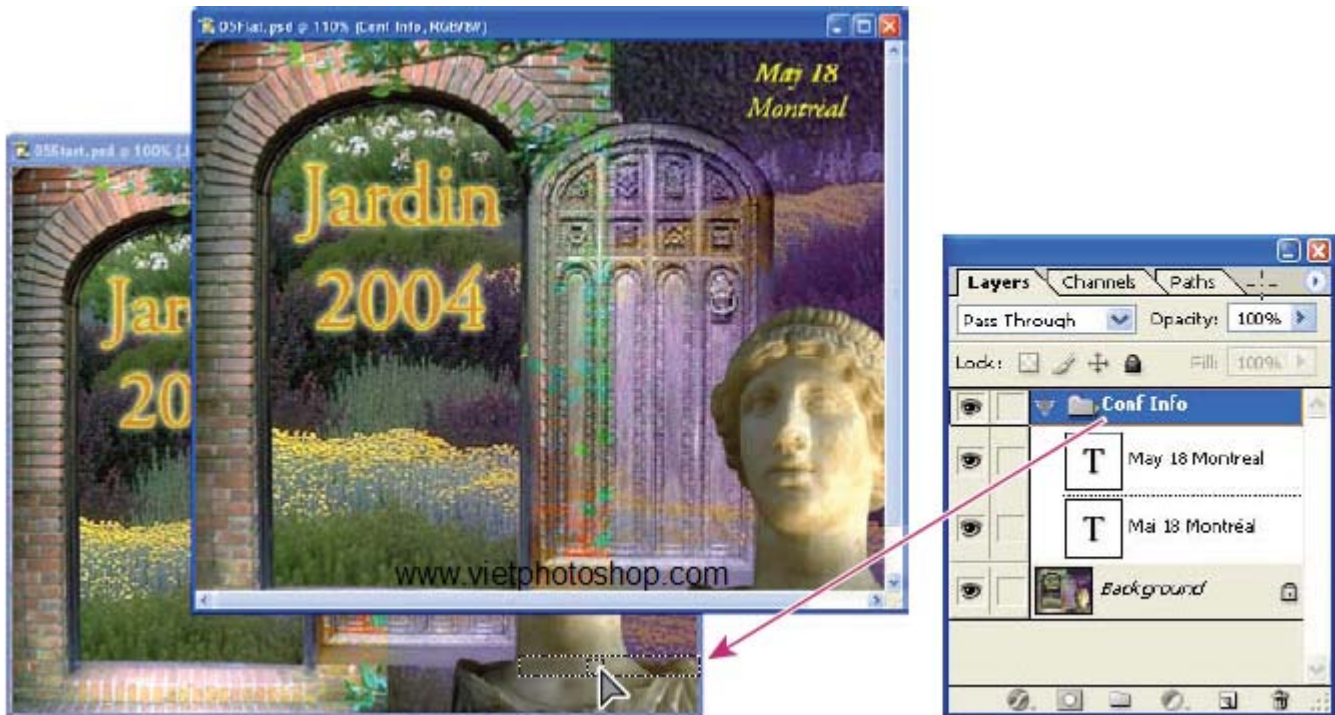 05Flat.psd @ 110% (Conf Info, RGB/8#)
May 18
Montréal
Jardin
2004
www.vietphotoshop.com
05Start.psd @ 100% (J
Jar
20
Layers Channels Paths
Pass Through Opacity: 100%
Lock: Fill: 100%
Conf Info
T May 18 Montreal
T Mai 18 Montréal
Background